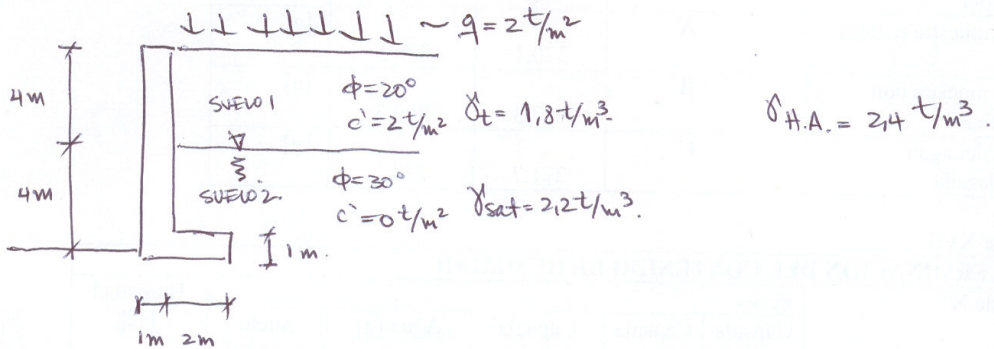 ~ q = 2 t/m²
4m
SUELO 1
ϕ = 20°
c' = 2 t/m²
γt = 1,8 t/m³
γH.A. = 2,4 t/m³.
4m
SUELO 2.
ϕ = 30°
c' = 0 t/m²
γsat = 2,2 t/m³.
1m.
1m 2m